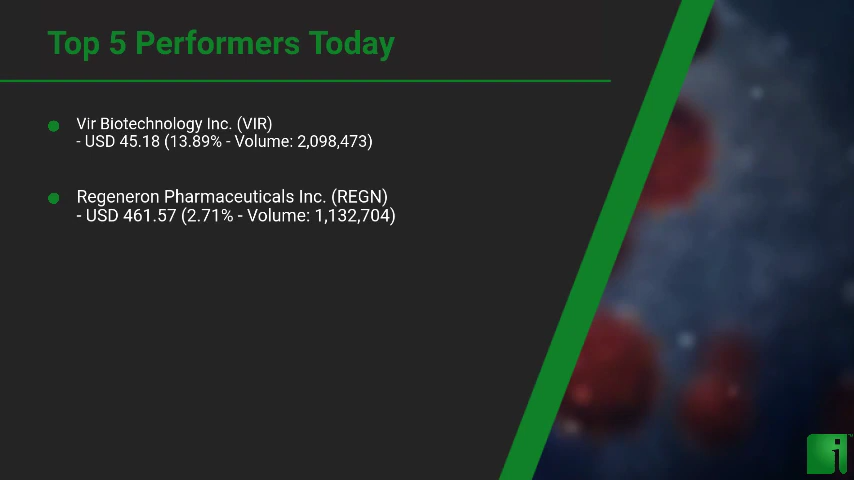 Top 5 Performers Today
Vir Biotechnology Inc. (VIR)
- USD 45.18 (13.89% - Volume: 2,098,473)
Regeneron Pharmaceuticals Inc. (REGN)
- USD 461.57 (2.71% - Volume: 1,132,704)
i